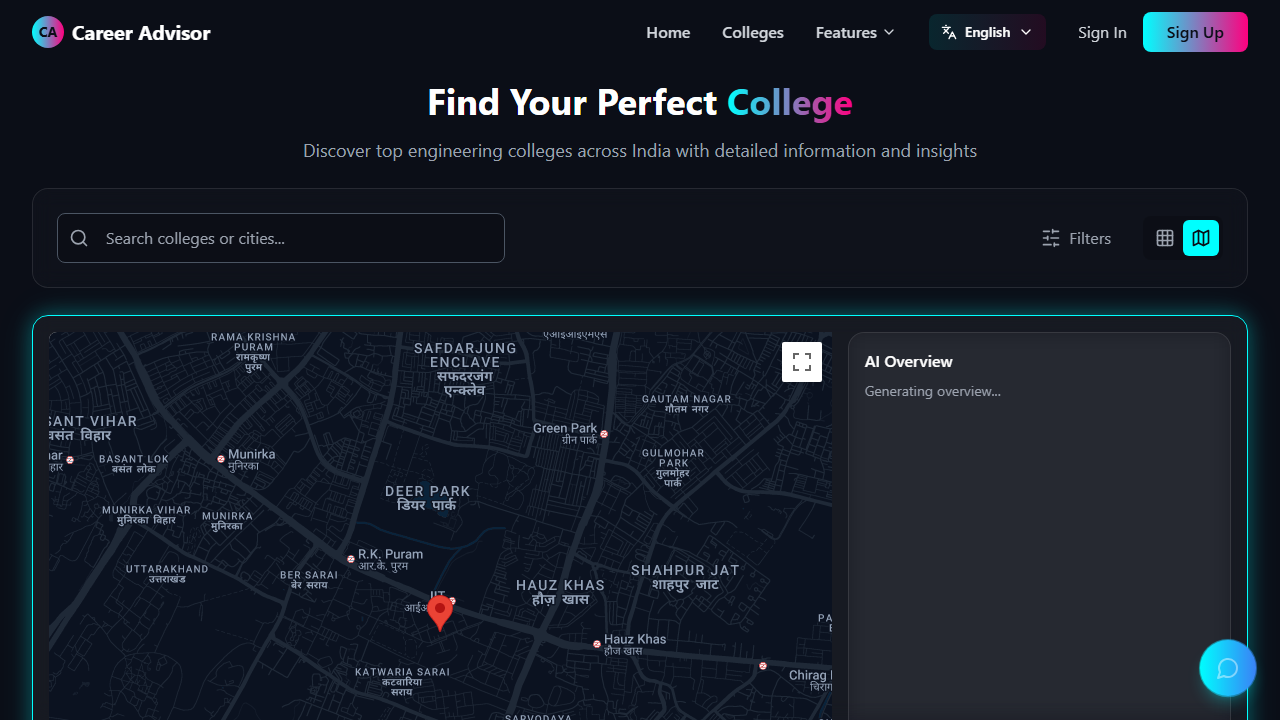 CA Career Advisor
Home
Colleges
Features
English
Sign In
Sign Up
Find Your Perfect College
Discover top engineering colleges across India with detailed information and insights
Search colleges or cities...
Filters
RAMA KRISHNA
PURAM
रामकृष्ण
पुरम
SAFDARJUNG
ENCLAVE
सफदरजंग
एन्क्लेव
GAUTAM NAGAR
गौतम नगर
SANT VIHAR
वसंत विहार
Green Park
ग्रीन पार्क
BASANT LOK
बसंत लोक
Munirka
मुनिरका
GULMOHAR
PARK
गुलमोहर
पार्क
DEER PARK
डियर पार्क
MUNIRKA VIHAR
मुनिरका विहार
MUNIRKA
मुनिरका
R.K. Puram
आर.के. पुरम
UTTARAKHAND
उत्तराखंड
BER SARAI
बेर सराय
HAUZ KHAS
हौज़ खास
SHAHPUR JAT
शाहपुर जाट
IIT
Hauz Khas
हौज खास
KATWARIA SARAI
कटवारिया
सराय
Chirag
चिराग
SARVODAYA
AI Overview
Generating overview...